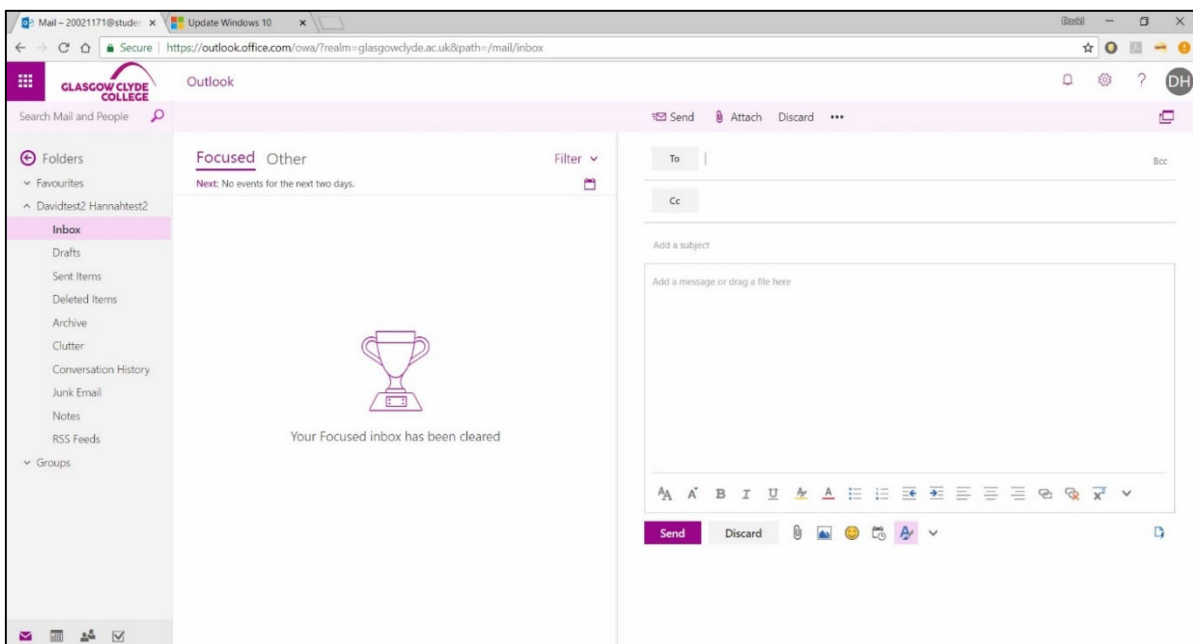 Mail – 20021171@studen
Update Windows 10
David
Secure
https://outlook.office.com/owa/?realm=glasgowclyde.ac.uk&path=/mail/inbox
GLASGOW CLYDE
COLLEGE
Outlook
?
DH
Search Mail and People
Send
Attach
Discard
•••
Folders
Favourites
Davidtest2 Hannahtest2
Inbox
Drafts
Sent Items
Deleted Items
Archive
Clutter
Conversation History
Junk Email
Notes
RSS Feeds
Groups
Focused
Other
Filter
Next: No events for the next two days.
Your Focused inbox has been cleared
To
Bcc
Cc
Add a subject
Add a message or drag a file here
AA A B I U A A x²
Send
Discard